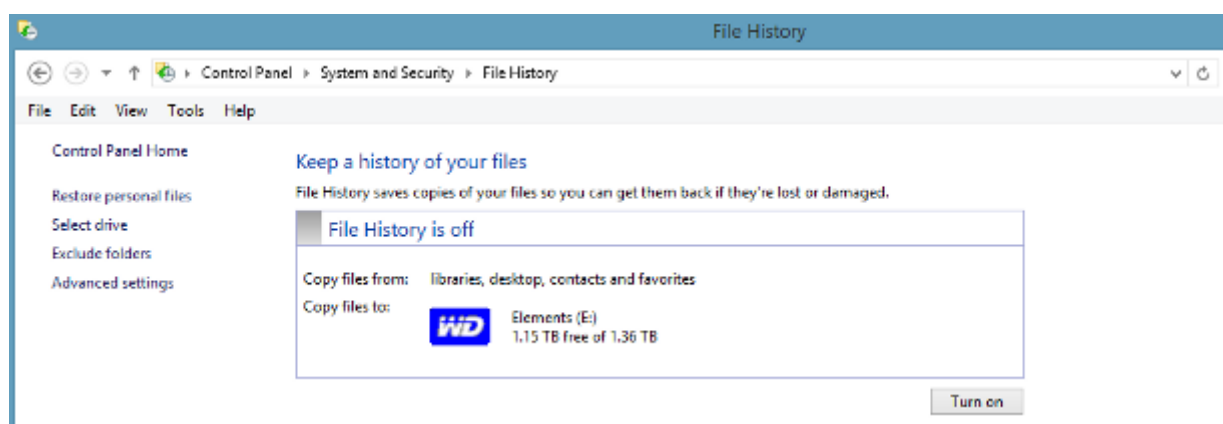 File History
Control Panel ▸ System and Security ▸ File History
File Edit View Tools Help
Control Panel Home
Restore personal files
Select drive
Exclude folders
Advanced settings
Keep a history of your files
File History saves copies of your files so you can get them back if they're lost or damaged.
File History is off
Copy files from: libraries, desktop, contacts and favorites
Copy files to:
WD
Elements (E:)
1.15 TB free of 1.36 TB
Turn on